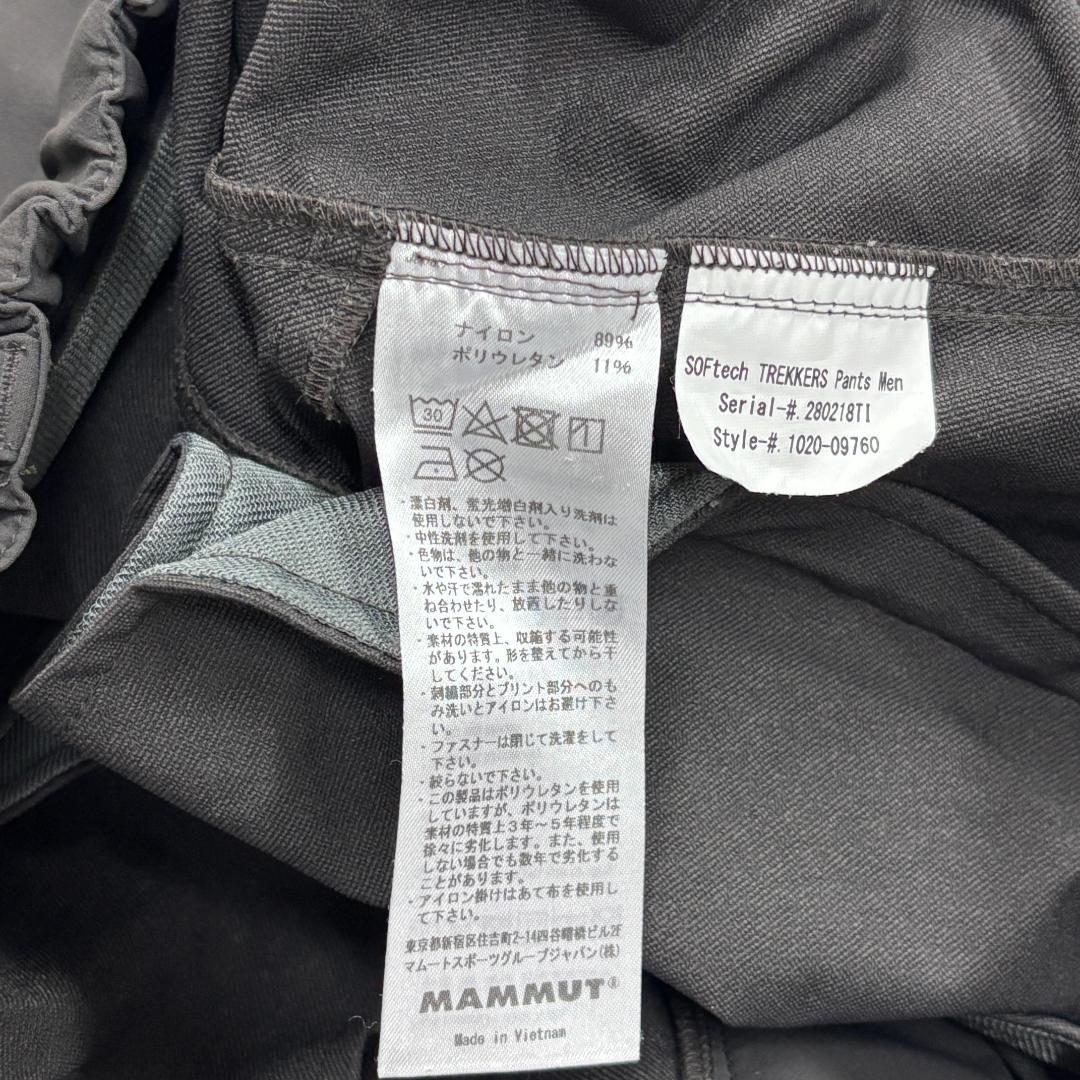 ナイロン 89%
ポリウレタン 11%
30
・漂白剤、蛍光増白剤入り洗剤は
使用しないで下さい。
・中性洗剤を使用して下さい。
・色物は、他の物と一緒に洗わな
いで下さい。
・水や汗で濡れたまま他の物と重
ね合わせたり、放置したりしな
いで下さい。
・素材の特質上、収縮する可能性
があります。形を整えてから干
してください。
・刺繍部分とプリント部分へのも
み洗いとアイロンはお避け下さ
い。
・ファスナーは閉じて洗濯をして
下さい。
・絞らないで下さい。
・この製品はポリウレタンを使用
していますが、ポリウレタンは
素材の特質上3年～5年程度で
徐々に劣化します。また、使用
しない場合でも数年で劣化する
ことがあります。
・アイロン掛けはあて布を使用し
て下さい。
東京都新宿区住吉町2-14四谷曙橋ビル2F
マムートスポーツグループジャパン(株)
MAMMUT®
Made in Vietnam
SOFtech TREKKERS Pants Men
Serial-#. 280218TI
Style-#. 1020-09760